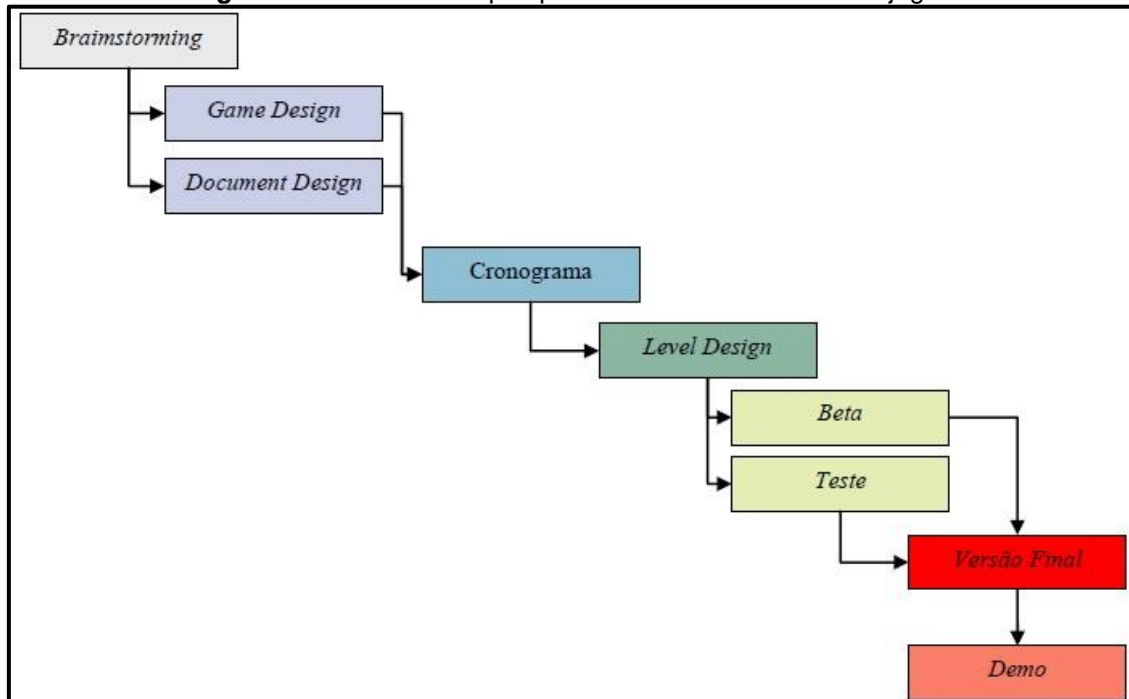 Braimstorming
Game Design
Document Design
Cronograma
Level Design
Beta
Teste
Versão Final
Demo